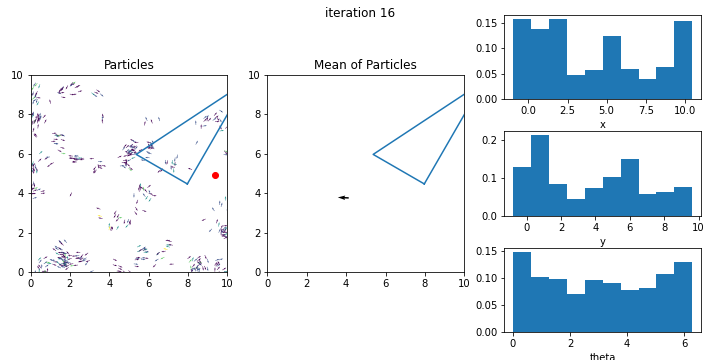 iteration 16
Particles
10
8
6
4
2
0
0 2 4 6 8 10
Mean of Particles
10
8
6
4
2
0
0 2 4 6 8 10
0.15
0.10
0.05
0.00
0.0 2.5 5.0 7.5 10.0
x
0.2
0.1
0.0
0 2 4 6 8 10
y
0.15
0.10
0.05
0.00
0 2 4 6
theta